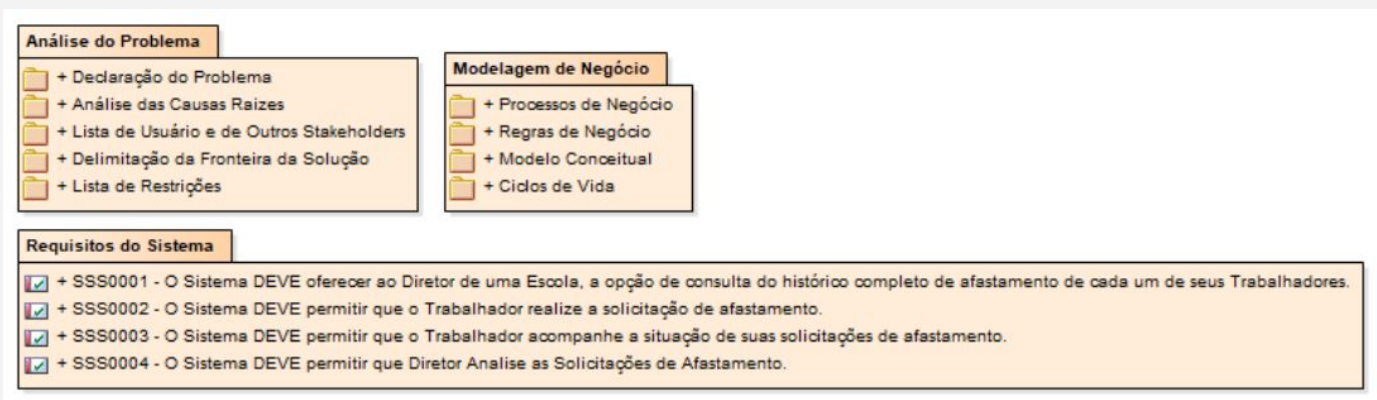 Análise do Problema
+ Declaração do Problema
+ Análise das Causas Raizes
+ Lista de Usuário e de Outros Stakeholders
+ Delimitação da Fronteira da Solução
+ Lista de Restrições
Modelagem de Negócio
+ Processos de Negócio
+ Regras de Negócio
+ Modelo Conceitual
+ Ciclos de Vida
Requisitos do Sistema
+ SSS0001 - O Sistema DEVE oferecer ao Diretor de uma Escola, a opção de consulta do histórico completo de afastamento de cada um de seus Trabalhadores.
+ SSS0002 - O Sistema DEVE permitir que o Trabalhador realize a solicitação de afastamento.
+ SSS0003 - O Sistema DEVE permitir que o Trabalhador acompanhe a situação de suas solicitações de afastamento.
+ SSS0004 - O Sistema DEVE permitir que Diretor Analise as Solicitações de Afastamento.